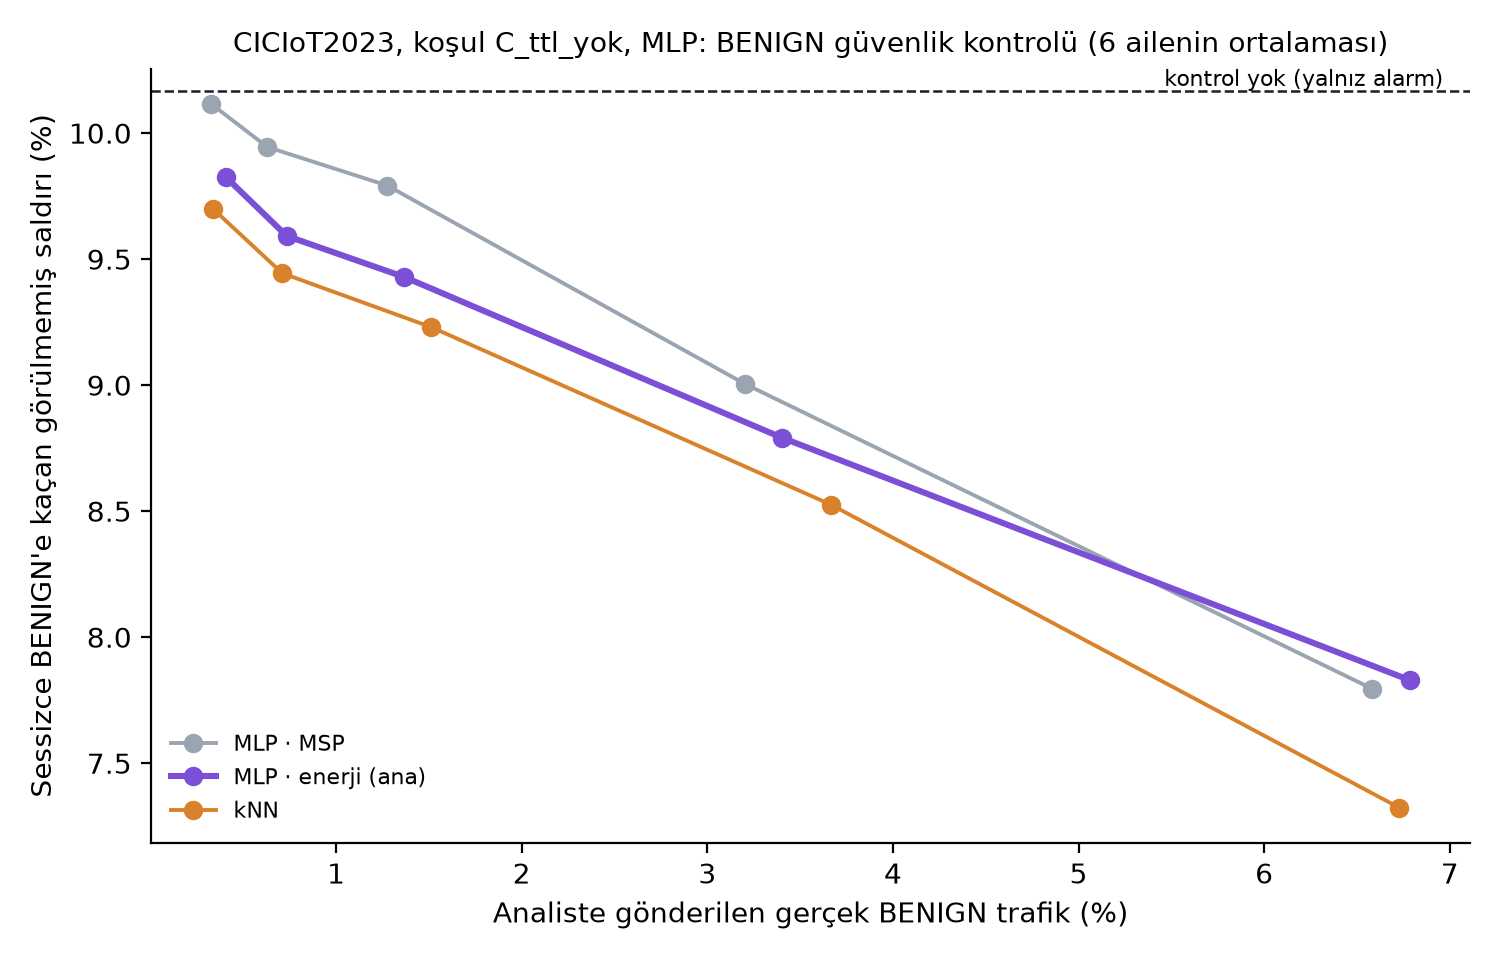 CICIoT2023, koşul C_ttl_yok, MLP: BENIGN güvenlik kontrolü (6 ailenin ortalaması)
kontrol yok (yalnız alarm)
Sessizce BENIGN'e kaçan görülmemiş saldırı (%)
10.0
9.5
9.0
8.5
8.0
7.5
MLP · MSP
MLP · enerji (ana)
kNN
1 2 3 4 5 6 7
Analiste gönderilen gerçek BENIGN trafik (%)